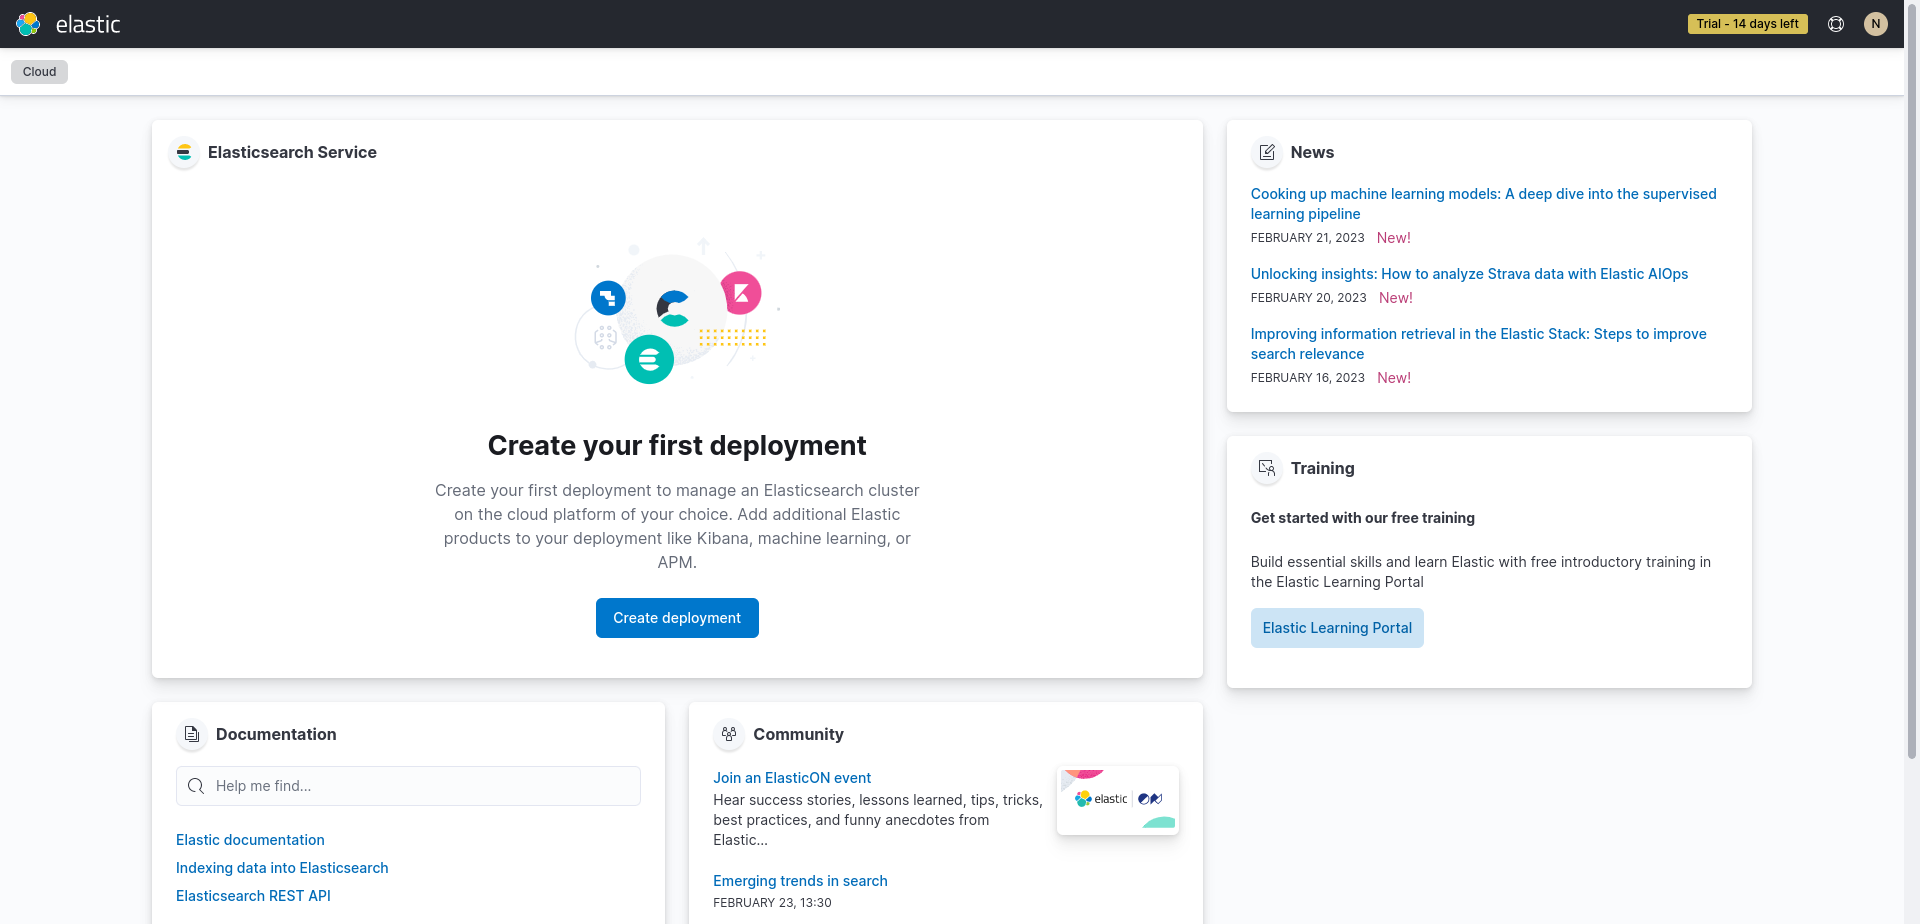 elastic
Trial - 14 days left
N
Cloud
Elasticsearch Service
Create your first deployment
Create your first deployment to manage an Elasticsearch cluster
on the cloud platform of your choice. Add additional Elastic
products to your deployment like Kibana, machine learning, or
APM.
Create deployment
News
Cooking up machine learning models: A deep dive into the supervised
learning pipeline
FEBRUARY 21, 2023 New!
Unlocking insights: How to analyze Strava data with Elastic AIOps
FEBRUARY 20, 2023 New!
Improving information retrieval in the Elastic Stack: Steps to improve
search relevance
FEBRUARY 16, 2023 New!
Training
Get started with our free training
Build essential skills and learn Elastic with free introductory training in
the Elastic Learning Portal
Elastic Learning Portal
Documentation
Help me find...
Elastic documentation
Indexing data into Elasticsearch
Elasticsearch REST API
Community
Join an ElasticON event
Hear success stories, lessons learned, tips, tricks,
best practices, and funny anecdotes from
Elastic...
elastic
Emerging trends in search
FEBRUARY 23, 13:30